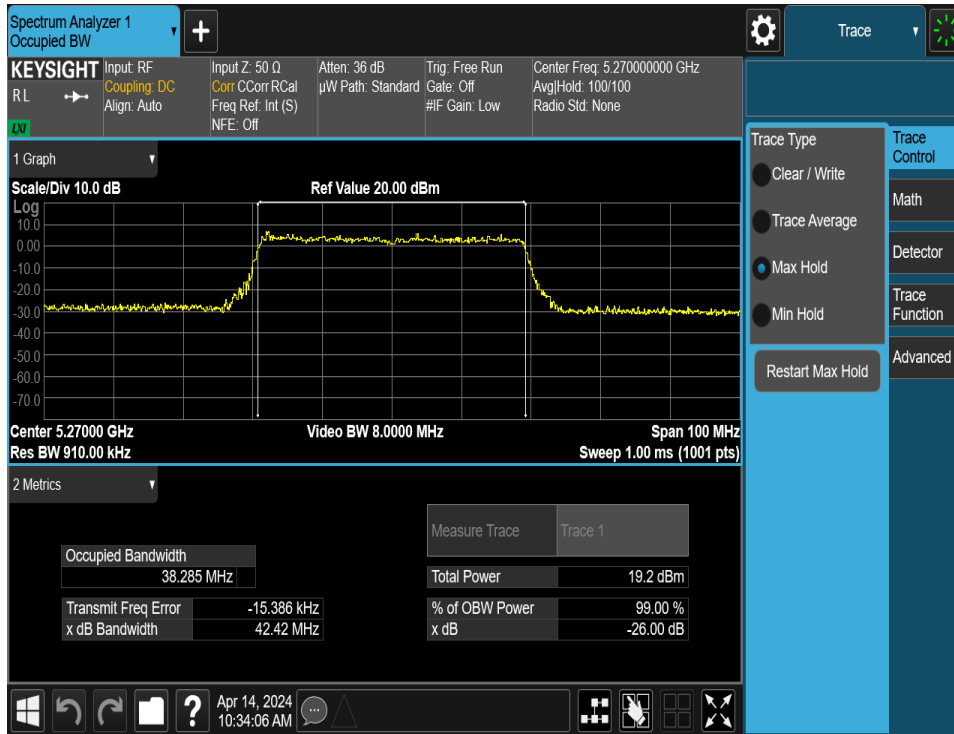 Spectrum Analyzer 1
Occupied BW
+
Trace
KEYSIGHT
R L
LXI
Input: RF
Coupling: DC
Align: Auto
Input Z: 50 Ω
Corr CCorr RCal
Freq Ref: Int (S)
NFE: Off
Atten: 36 dB
µW Path: Standard
Trig: Free Run
Gate: Off
#IF Gain: Low
Center Freq: 5.270000000 GHz
Avg|Hold: 100/100
Radio Std: None
1 Graph
Scale/Div 10.0 dB
Ref Value 20.00 dBm
Log
10.0
0.00
-10.0
-20.0
-30.0
-40.0
-50.0
-60.0
-70.0
Center 5.27000 GHz
Video BW 8.0000 MHz
Span 100 MHz
Res BW 910.00 kHz
Sweep 1.00 ms (1001 pts)
2 Metrics
Measure Trace Trace 1
Occupied Bandwidth
38.285 MHz
Total Power 19.2 dBm
Transmit Freq Error -15.386 kHz
% of OBW Power 99.00 %
x dB Bandwidth 42.42 MHz
x dB -26.00 dB
Trace Type
Clear / Write
Trace Average
Max Hold
Min Hold
Restart Max Hold
Trace
Control
Math
Detector
Trace
Function
Advanced
?
Apr 14, 2024
10:34:06 AM